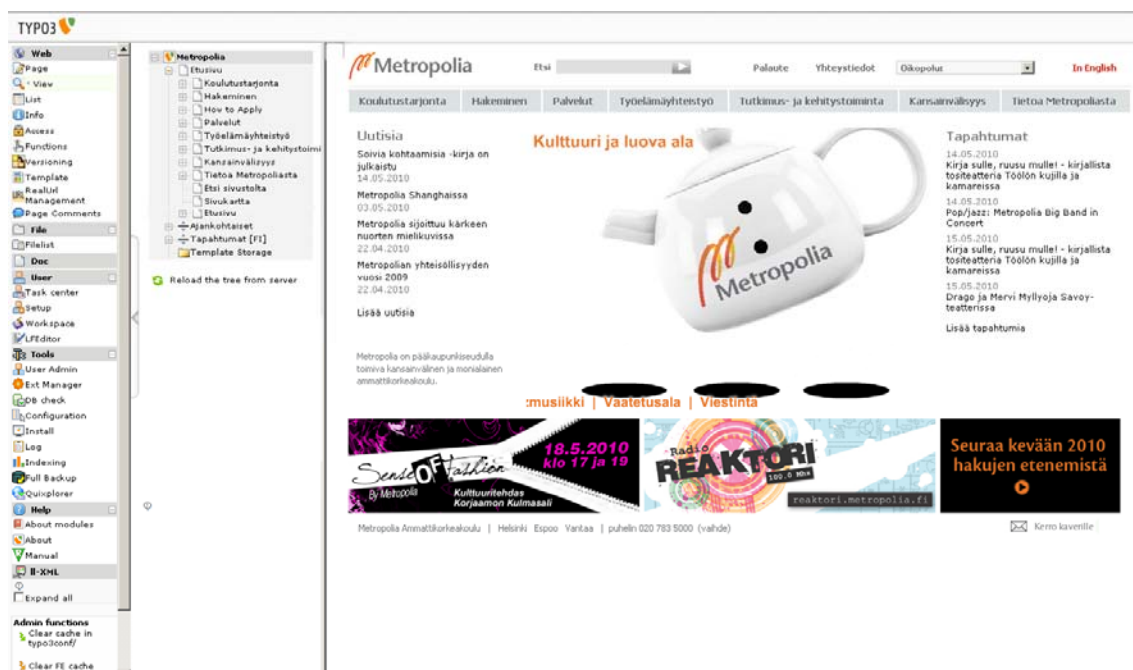 TYPO3
Web
Page
View
List
Info
Access
Functions
Versioning
Template
RealUrl
Management
Page Comments
File
Filelist
Doc
User
Task center
Setup
Workspace
LFEditor
Tools
User Admin
Ext Manager
DB check
Configuration
Install
Log
Indexing
Full Backup
Quixplorer
Help
About modules
About
Manual
ll-XML
Expand all
Admin functions
Clear cache in
typo3conf/
Clear FE cache
Metropolia
Etusivu
Koulutustarjonta
Hakeminen
How to Apply
Palvelut
Työelämäyhteistyö
Tutkimus- ja kehitystoimi
Kansainvälisyys
Tietoa Metropoliasta
Etsi sivustolta
Sivukartta
Etusivu
Ajankohtaiset
Tapahtumat [FI]
Template Storage
Reload the tree from server
Metropolia
Etsi
Palaute Yhteystiedot Oikopolut In English
Koulutustarjonta Hakeminen Palvelut Työelämäyhteistyö Tutkimus- ja kehitystoiminta Kansainvälisyys Tietoa Metropoliasta
Uutisia
Soivia kohtaamisia -kirja on
julkaistu
14.05.2010
Metropolia Shanghaissa
03.05.2010
Metropolia sijoittuu kärkeen
nuorten mielikuvissa
22.04.2010
Metropolian yhteisöllisyyden
vuosi 2009
22.04.2010
Lisää uutisia
Metropolia on pääkaupunkiseudulla
toimiva kansainvälinen ja monialainen
ammattikorkeakoulu.
Kulttuuri ja luova ala
Metropolia
Tapahtumat
14.05.2010
Kirja sulle, ruusu mulle! - kirjallista
tositeatteria Töölön kujilla ja
kamareissa
14.05.2010
Pop/jazz: Metropolia Big Band in
Concert
15.05.2010
Kirja sulle, ruusu mulle! - kirjallista
tositeatteria Töölön kujilla ja
kamareissa
15.05.2010
Drago ja Mervi Myllyoja Savoy-
teatterissa
Lisää tapahtumia
:musiikki | Vaatetusala | Viestintä
Sense OF Fashion
By Metropolia
18.5.2010
klo 17 ja 19
Kulttuuritehdas
Korjaamon Kulmasali
Radio
REAKTORI
100.0 Mhz
reaktori.metropolia.fi
Seuraa kevään 2010
hakujen etenemistä
Metropolia Ammattikorkeakoulu | Helsinki Espoo Vantaa | puhelin 020 783 5000 (vaihde)
Kerro kaverille